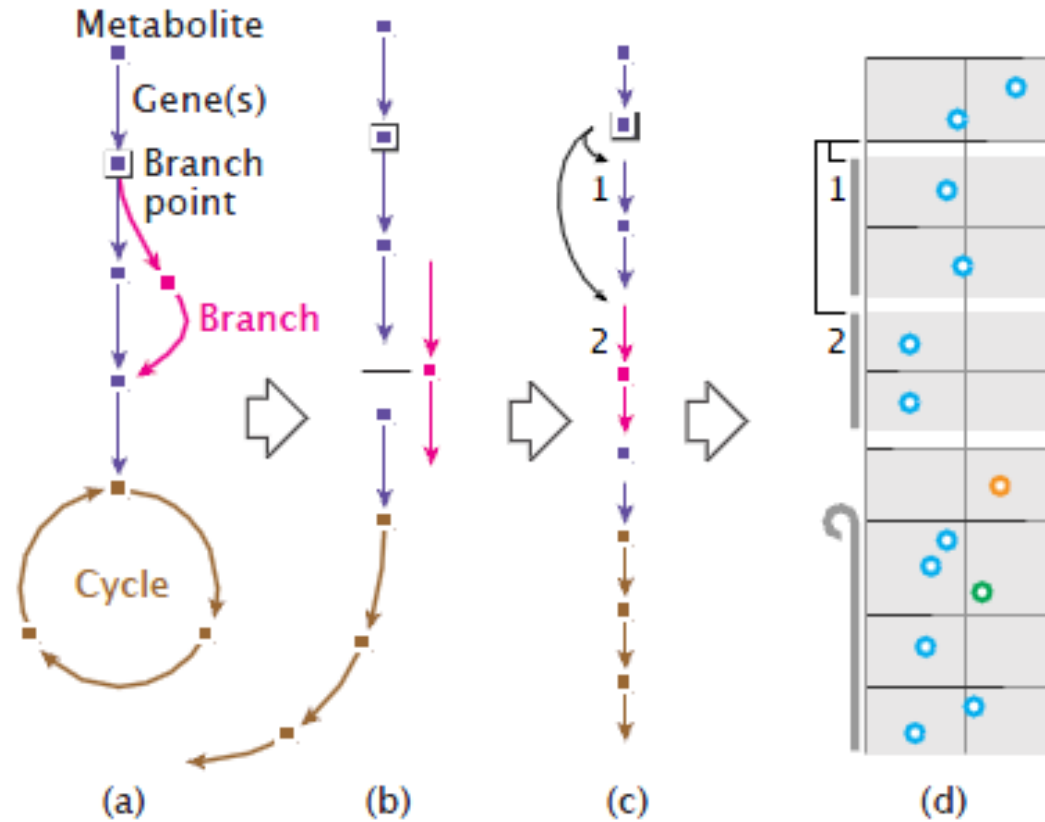 Metabolite
Gene(s)
Branch
point
Branch
Cycle
(a)
(b)
1
2
(c)
1
2
(d)